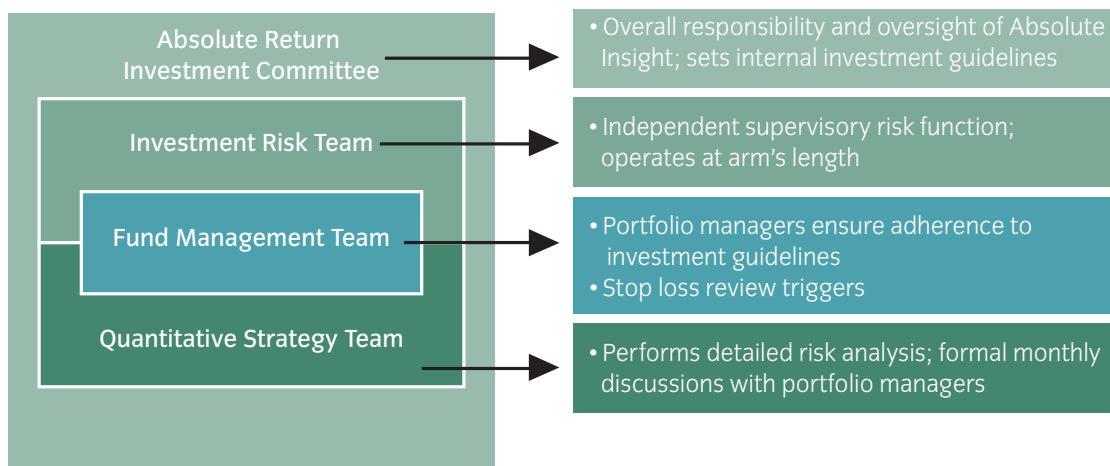 Absolute Return
Investment Committee
• Overall responsibility and oversight of Absolute
Insight; sets internal investment guidelines
Investment Risk Team
• Independent supervisory risk function;
operates at arm’s length
Fund Management Team
• Portfolio managers ensure adherence to
investment guidelines
• Stop loss review triggers
Quantitative Strategy Team
• Performs detailed risk analysis; formal monthly
discussions with portfolio managers